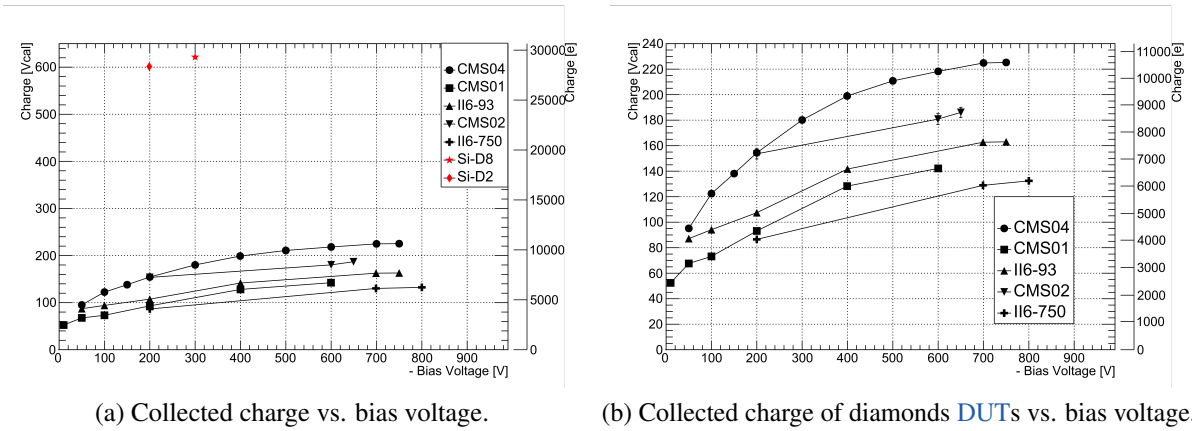 Charge [Vcal]
600
500
400
300
200
100
0
0 100 200 300 400 500 600 700 800 900
- Bias Voltage [V]
30000
25000
20000
15000
10000
5000
0
Charge [e]
CMS04
CMS01
II6-93
CMS02
II6-750
Si-D8
Si-D2
(a) Collected charge vs. bias voltage.
Charge [Vcal]
240
220
200
180
160
140
120
100
80
60
40
20
0
0 100 200 300 400 500 600 700 800 900
- Bias Voltage [V]
11000
10000
9000
8000
7000
6000
5000
4000
3000
2000
1000
0
Charge [e]
CMS04
CMS01
II6-93
CMS02
II6-750
(b) Collected charge of diamonds DUTs vs. bias voltage.